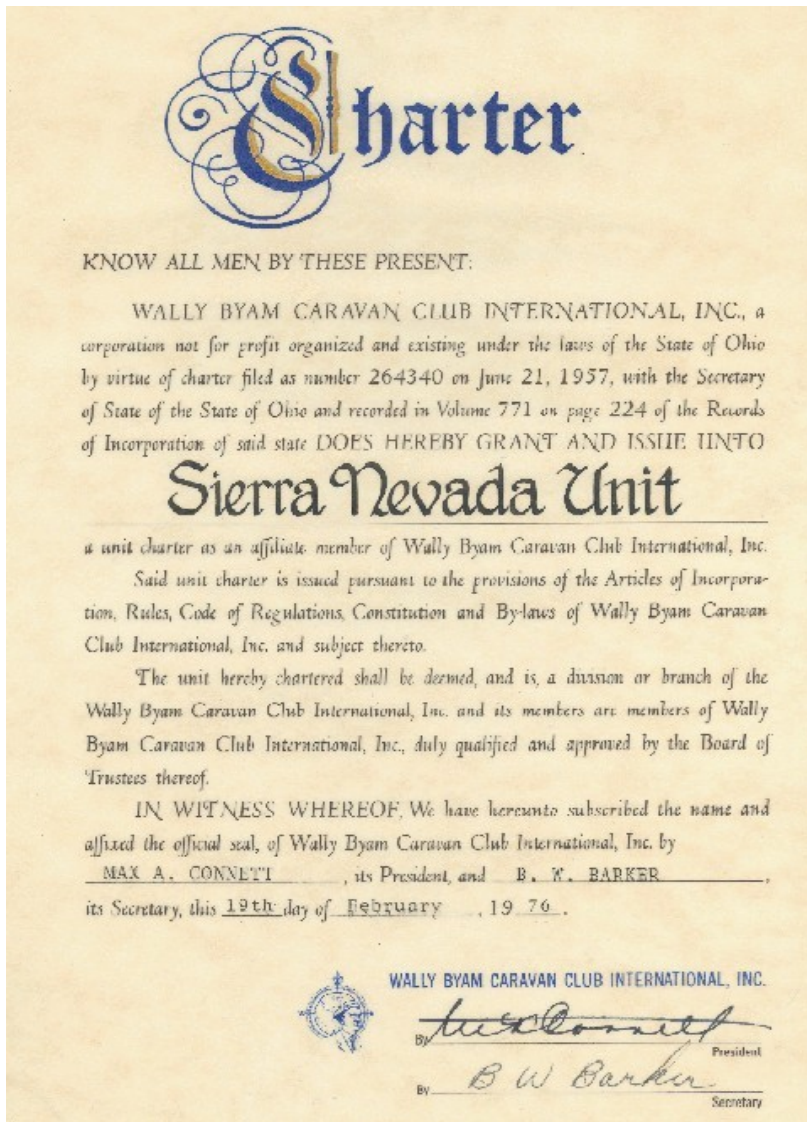 Charter
KNOW ALL MEN BY THESE PRESENT:
WALLY BYAM CARAVAN CLUB INTERNATIONAL, INC., a
corporation not for profit organized and existing under the laws of the State of Ohio
by virtue of charter filed as number 264340 on June 21, 1957, with the Secretary
of State of the State of Ohio and recorded in Volume 771 on page 224 of the Records
of Incorporation of said state DOES HEREBY GRANT AND ISSUE UNTO
Sierra Nevada Unit
a unit charter as an affiliate member of Wally Byam Caravan Club International, Inc.
Said unit charter is issued pursuant to the provisions of the Articles of Incorpora-
tion, Rules, Code of Regulations, Constitution and By-laws of Wally Byam Caravan
Club International, Inc. and subject thereto.
The unit hereby chartered shall be deemed, and is, a division or branch of the
Wally Byam Caravan Club International, Inc. and its members are members of Wally
Byam Caravan Club International, Inc., duly qualified and approved by the Board of
Trustees thereof.
IN WITNESS WHEREOF, We have hereunto subscribed the name and
affixed the official seal, of Wally Byam Caravan Club International, Inc. by
MAX A. CONNETT, its President, and B. W. BARKER,
its Secretary, this 19th day of February, 1976.
WALLY BYAM CARAVAN CLUB INTERNATIONAL, INC.
By Max Connett
President
By B W Barker
Secretary